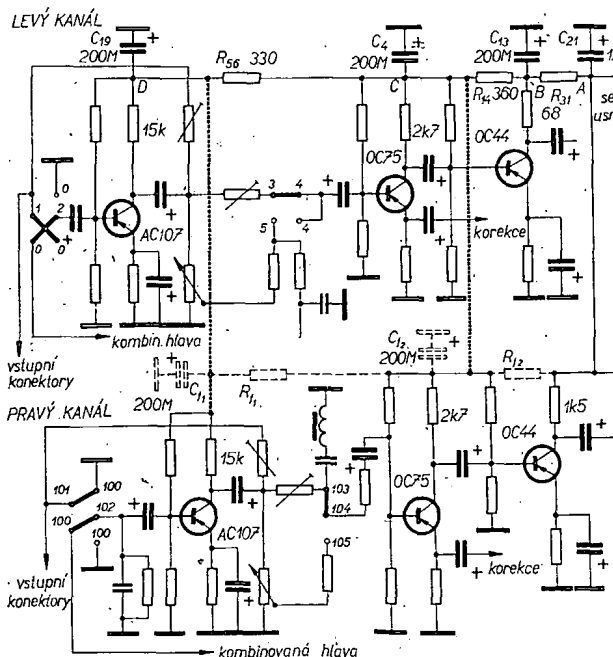 LEVÝ KANÁL
C19 200M
C4 200M
C13 200M
C21
R56 330
D
C
B
A
R14 360
R31 68
15k
2k7
OC75
OC44
AC107
1
0
2
0
0
3
4
5
4
korekce
kombin. hlava
vstupní konektory
C12 200M
C11 200M
R11
R12
PRAVÝ KANÁL
15k
2k7
1k5
OC75
OC44
AC107
101
100
100
102
100
103
104
105
korekce
vstupní konektory
kombinovaná hlava